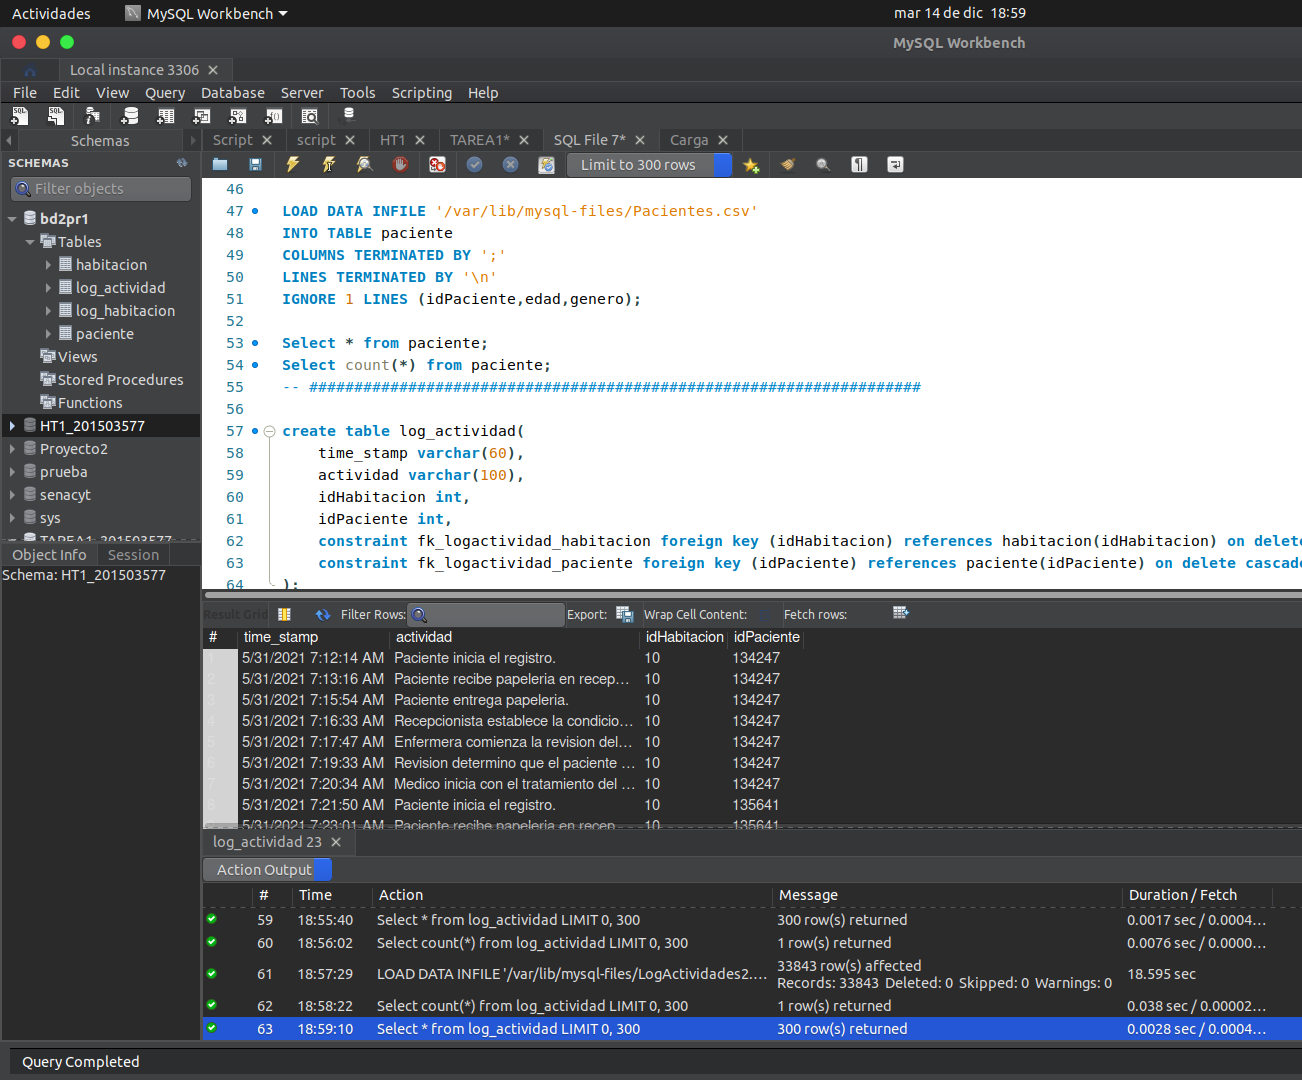 Actividades MySQL Workbench mar 14 de dic 18:59
MySQL Workbench
Local instance 3306
File Edit View Query Database Server Tools Scripting Help
Schemas Script script HT1 TAREA1* SQL File 7* Carga
SCHEMAS Limit to 300 rows
Filter objects
bd2pr1
Tables
habitacion
log_actividad
log_habitacion
paciente
Views
Stored Procedures
Functions
HT1_201503577
Proyecto2
prueba
senacyt
sys
TAREA1_201503577
Object Info Session
Schema: HT1_201503577
46
47 LOAD DATA INFILE '/var/lib/mysql-files/Pacientes.csv'
48 INTO TABLE paciente
49 COLUMNS TERMINATED BY ';'
50 LINES TERMINATED BY '\n'
51 IGNORE 1 LINES (idPaciente,edad,genero);
52
53 Select * from paciente;
54 Select count(*) from paciente;
55 -- ####################################################################
56
57 create table log_actividad(
58 time_stamp varchar(60),
59 actividad varchar(100),
60 idHabitacion int,
61 idPaciente int,
62 constraint fk_logactividad_habitacion foreign key (idHabitacion) references habitacion(idHabitacion) on delete
63 constraint fk_logactividad_paciente foreign key (idPaciente) references paciente(idPaciente) on delete cascade
64 );
Result Grid Filter Rows: Export: Wrap Cell Content: Fetch rows:
# time_stamp actividad idHabitacion idPaciente
1 5/31/2021 7:12:14 AM Paciente inicia el registro. 10 134247
2 5/31/2021 7:13:16 AM Paciente recibe papeleria en recep... 10 134247
3 5/31/2021 7:15:54 AM Paciente entrega papeleria. 10 134247
4 5/31/2021 7:16:33 AM Recepcionista establece la condicio... 10 134247
5 5/31/2021 7:17:47 AM Enfermera comienza la revision del... 10 134247
6 5/31/2021 7:19:33 AM Revision determino que el paciente ... 10 134247
7 5/31/2021 7:20:34 AM Medico inicia con el tratamiento del ... 10 134247
8 5/31/2021 7:21:50 AM Paciente inicia el registro. 10 135641
5/31/2021 7:23:01 AM Paciente recibe papeleria en recep 10 135641
log_actividad 23
Action Output
# Time Action Message Duration / Fetch
59 18:55:40 Select * from log_actividad LIMIT 0, 300 300 row(s) returned 0.0017 sec / 0.0004...
60 18:56:02 Select count(*) from log_actividad LIMIT 0, 300 1 row(s) returned 0.0076 sec / 0.0000...
61 18:57:29 LOAD DATA INFILE '/var/lib/mysql-files/LogActividades2.... 33843 row(s) affected 18.595 sec
Records: 33843 Deleted: 0 Skipped: 0 Warnings: 0
62 18:58:22 Select count(*) from log_actividad LIMIT 0, 300 1 row(s) returned 0.038 sec / 0.00002...
63 18:59:10 Select * from log_actividad LIMIT 0, 300 300 row(s) returned 0.0028 sec / 0.0004...
Query Completed